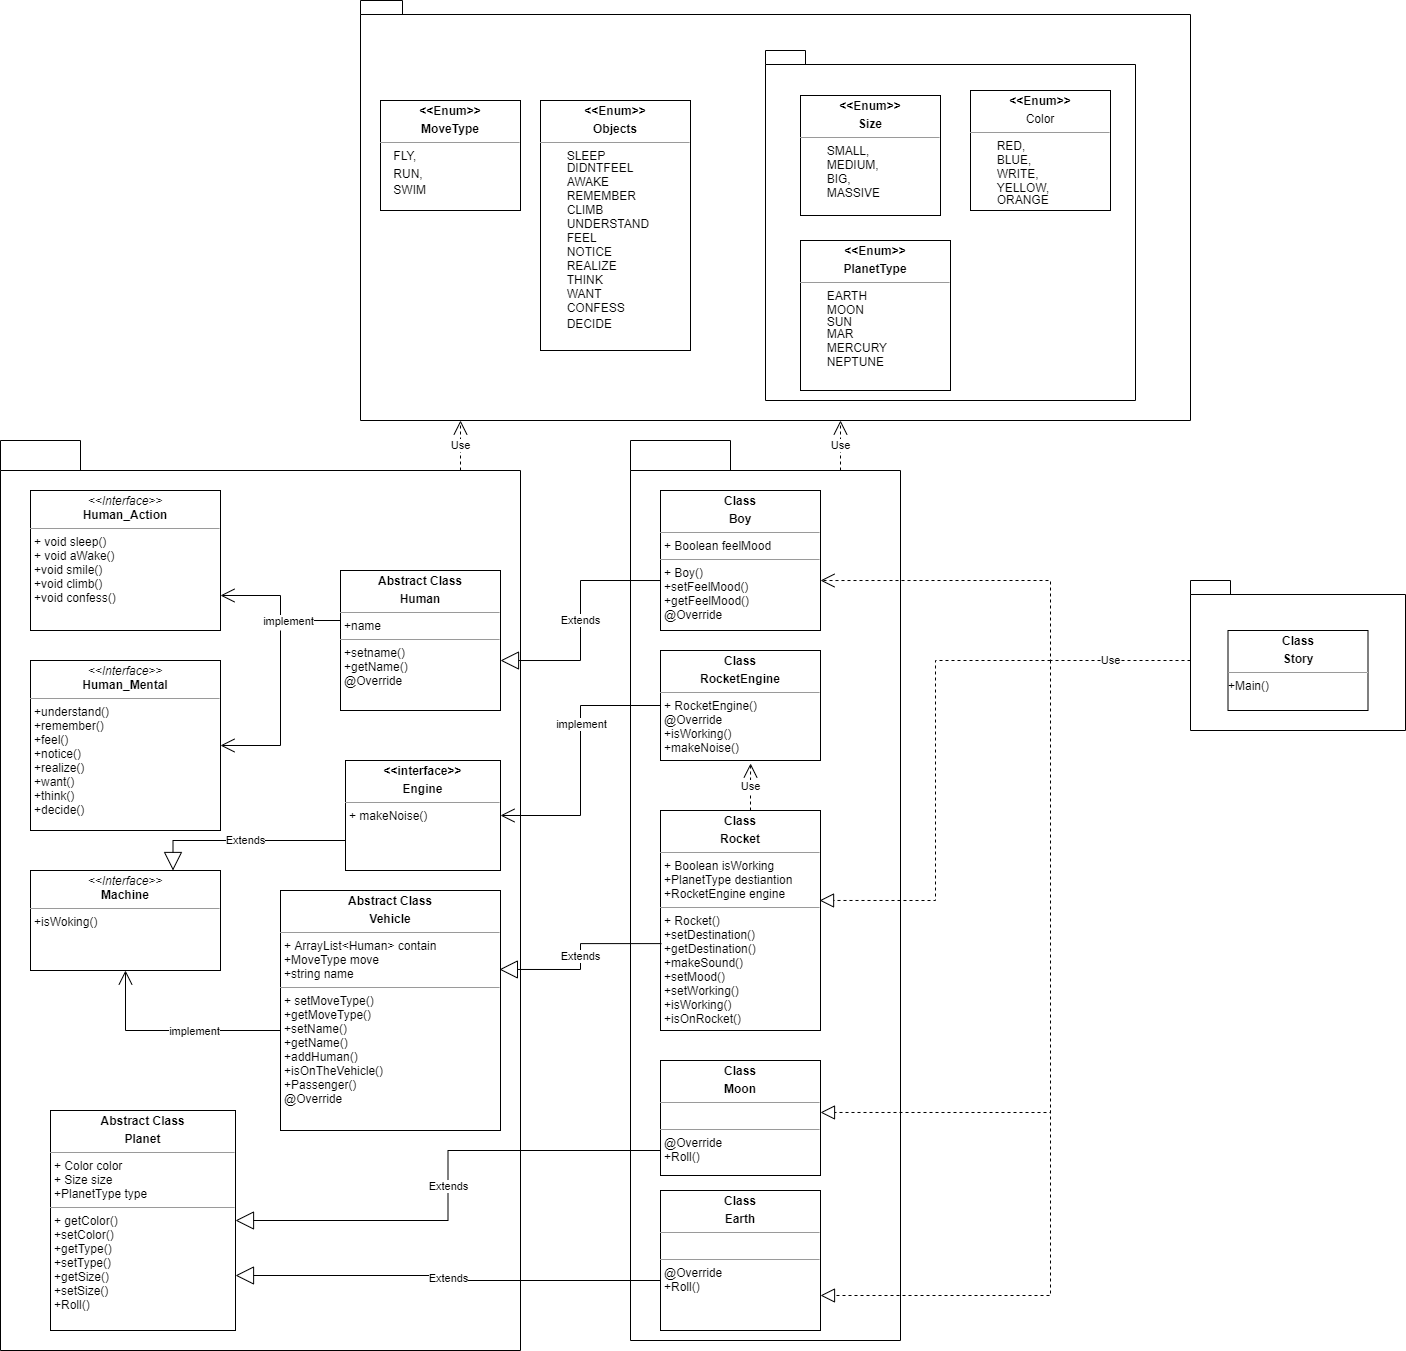 <<Enum>>
MoveType
FLY,
RUN,
SWIM
<<Enum>>
Objects
SLEEP
DIDNTFEEL
AWAKE
REMEMBER
CLIMB
UNDERSTAND
FEEL
NOTICE
REALIZE
THINK
WANT
CONFESS
DECIDE
<<Enum>>
Size
SMALL,
MEDIUM,
BIG,
MASSIVE
<<Enum>>
Color
RED,
BLUE,
WRITE,
YELLOW,
ORANGE
<<Enum>>
PlanetType
EARTH
MOON
SUN
MAR
MERCURY
NEPTUNE
Use
Use
<<Interface>>
Human_Action
+ void sleep()
+ void aWake()
+void smile()
+void climb()
+void confess()
<<Interface>>
Human_Mental
+understand()
+remember()
+feel()
+notice()
+realize()
+want()
+think()
+decide()
implement
Abstract Class
Human
+name
+setname()
+getName()
@Override
<<interface>>
Engine
+ makeNoise()
Extends
<<Interface>>
Machine
+isWoking()
implement
Abstract Class
Vehicle
+ ArrayList<Human> contain
+MoveType move
+string name
+ setMoveType()
+getMoveType()
+setName()
+getName()
+addHuman()
+isOnTheVehicle()
+Passenger()
@Override
Abstract Class
Planet
+ Color color
+ Size size
+PlanetType type
+ getColor()
+setColor()
+getType()
+setType()
+getSize()
+setSize()
+Roll()
Extends
implement
Extends
Extends
Extends
Class
Boy
+ Boolean feelMood
+ Boy()
+setFeelMood()
+getFeelMood()
@Override
Class
RocketEngine
+ RocketEngine()
@Override
+isWorking()
+makeNoise()
Use
Class
Rocket
+ Boolean isWorking
+PlanetType destiantion
+RocketEngine engine
+ Rocket()
+setDestination()
+getDestination()
+makeSound()
+setMood()
+setWorking()
+isWorking()
+isOnRocket()
Class
Moon
@Override
+Roll()
Class
Earth
@Override
+Roll()
Use
Class
Story
+Main()